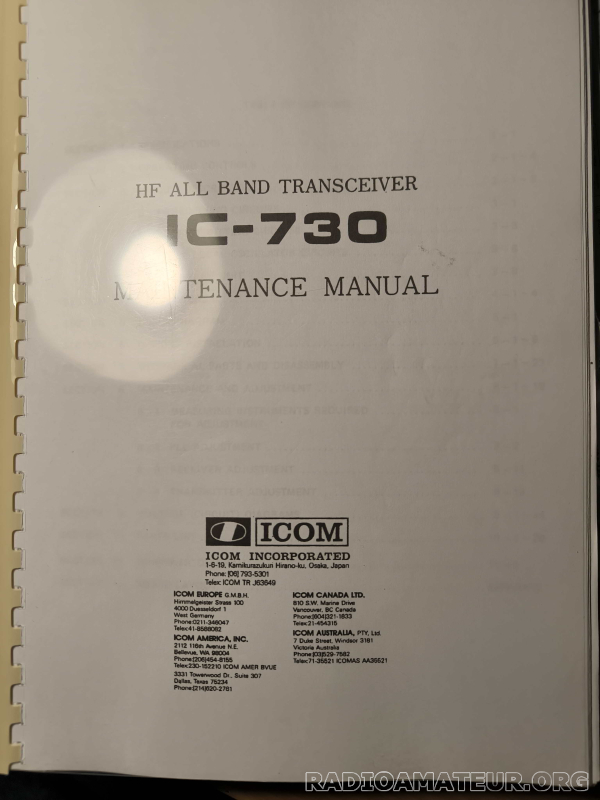 HF ALL BAND TRANSCEIVER
IC-730
MAINTENANCE MANUAL
ICOM
ICOM INCORPORATED
1-6-19, Kamikurazukuri Hirano-ku, Osaka, Japan
Phone: (06) 793-5301
Telex: ICOM TR J63649
ICOM EUROPE G.M.B.H.
Himmelgeister Strass 100
4000 Duesseldorf 1
West Germany
Phone:0211-346047
Telex:41-8588082
ICOM AMERICA, INC.
2112 116th Avenue N.E.
Bellevue, WA 98004
Phone:(206)454-8155
Telex:230-152210 ICOM AMER BVUE
3331 Towerwood Dr., Suite 307
Dallas, Texas 75234
Phone:(214)620-2781
ICOM CANADA LTD.
810 S.W. Marine Drive
Vancouver, BC Canada
Phone:(604)321-1833
Telex:21-454315
ICOM AUSTRALIA, PTY, Ltd.
7 Duke Street, Windsor 3181
Victoria Australia
Phone:(03)529-7582
Telex:71-35521 ICOMAS AA35521
RADIOAMATEUR.ORG